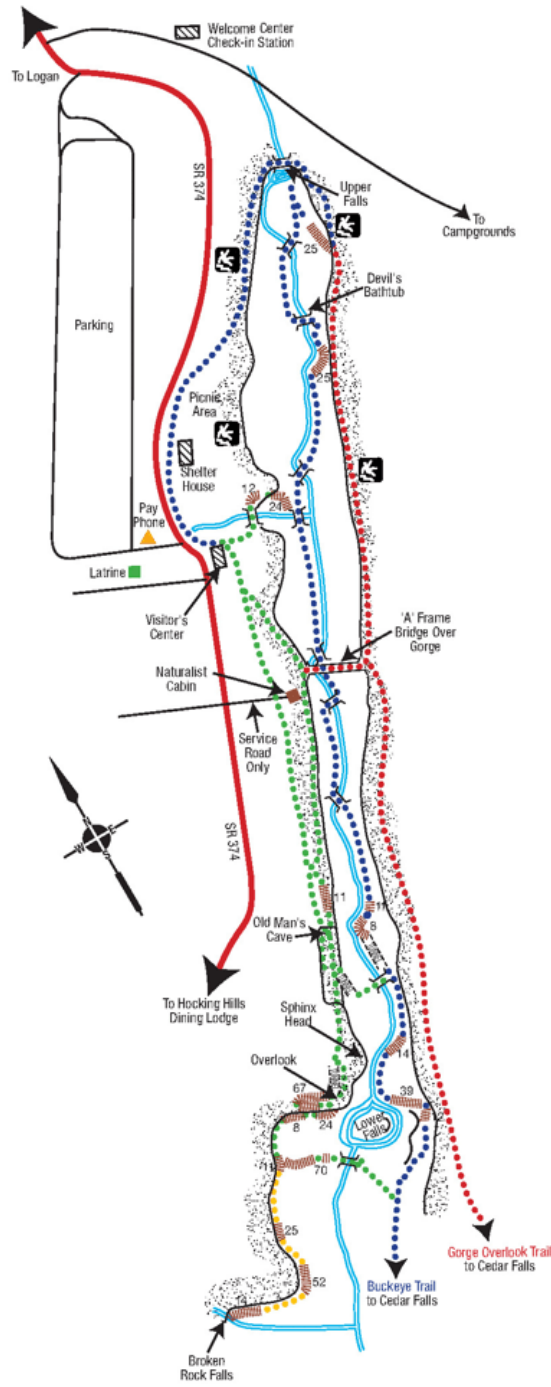 Welcome Center
Check-in Station
To Logan
SR 374
Upper
Falls
To
Campgrounds
25
Devil's
Bathtub
Parking
25
Picnic
Area
Shelter
House
12
24
Pay
Phone
Latrine
Visitor's
Center
'A' Frame
Bridge Over
Gorge
Naturalist
Cabin
Service
Road
Only
N
E
W
S
SR 374
11
11
8
Old Man's
Cave
To Hocking Hills
Dining Lodge
Sphinx
Head
14
Overlook
67
39
8
24
Lower
Falls
11
70
25
Gorge Overlook Trail
to Cedar Falls
52
Buckeye Trail
to Cedar Falls
Broken
Rock Falls